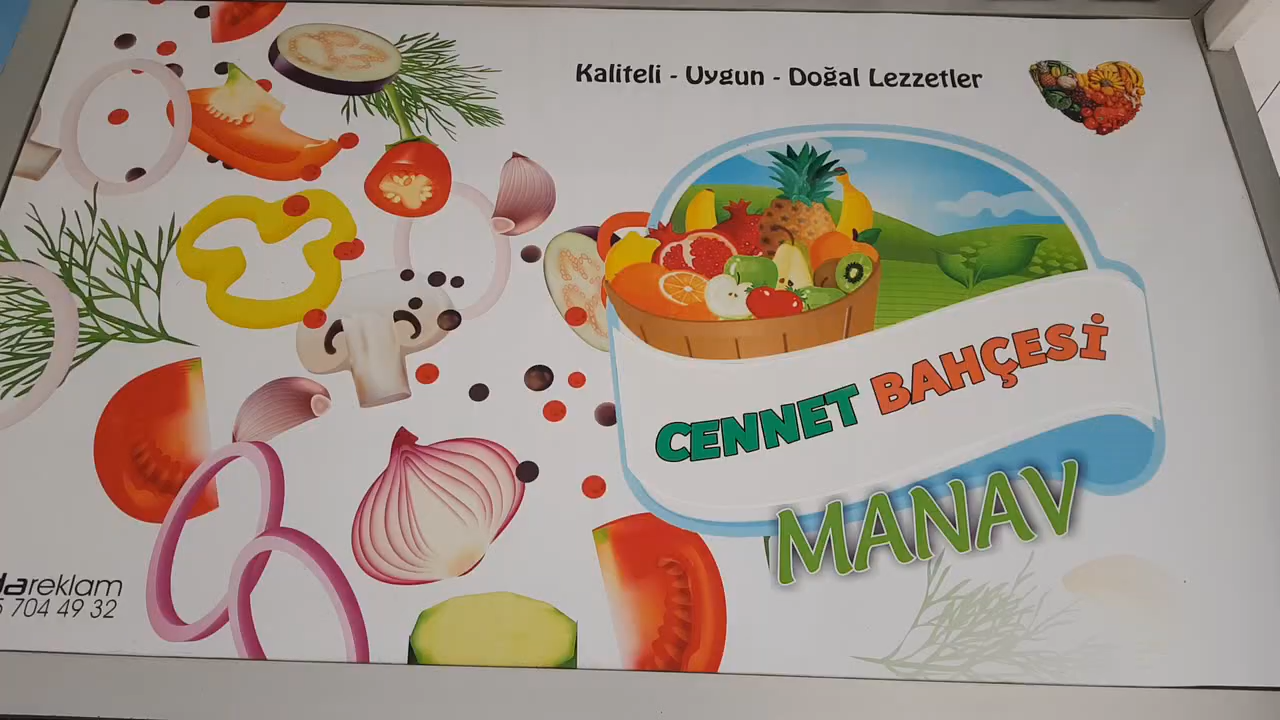 Kaliteli - Uygun - Doğal Lezzetler
CENNET BAHÇESİ
MANAV
reklam
704 49 32